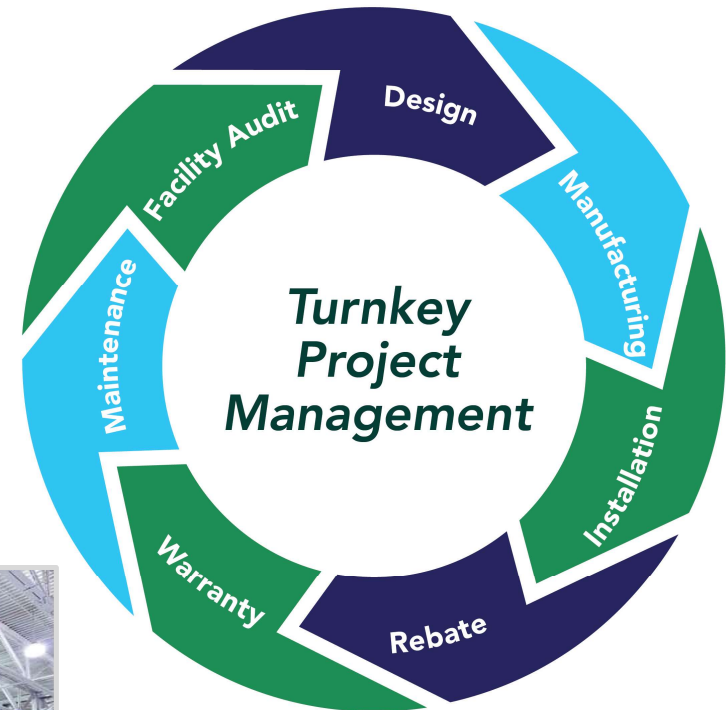 Turnkey
Project
Management
Design
Manufacturing
Installation
Rebate
Warranty
Maintenance
Facility Audit